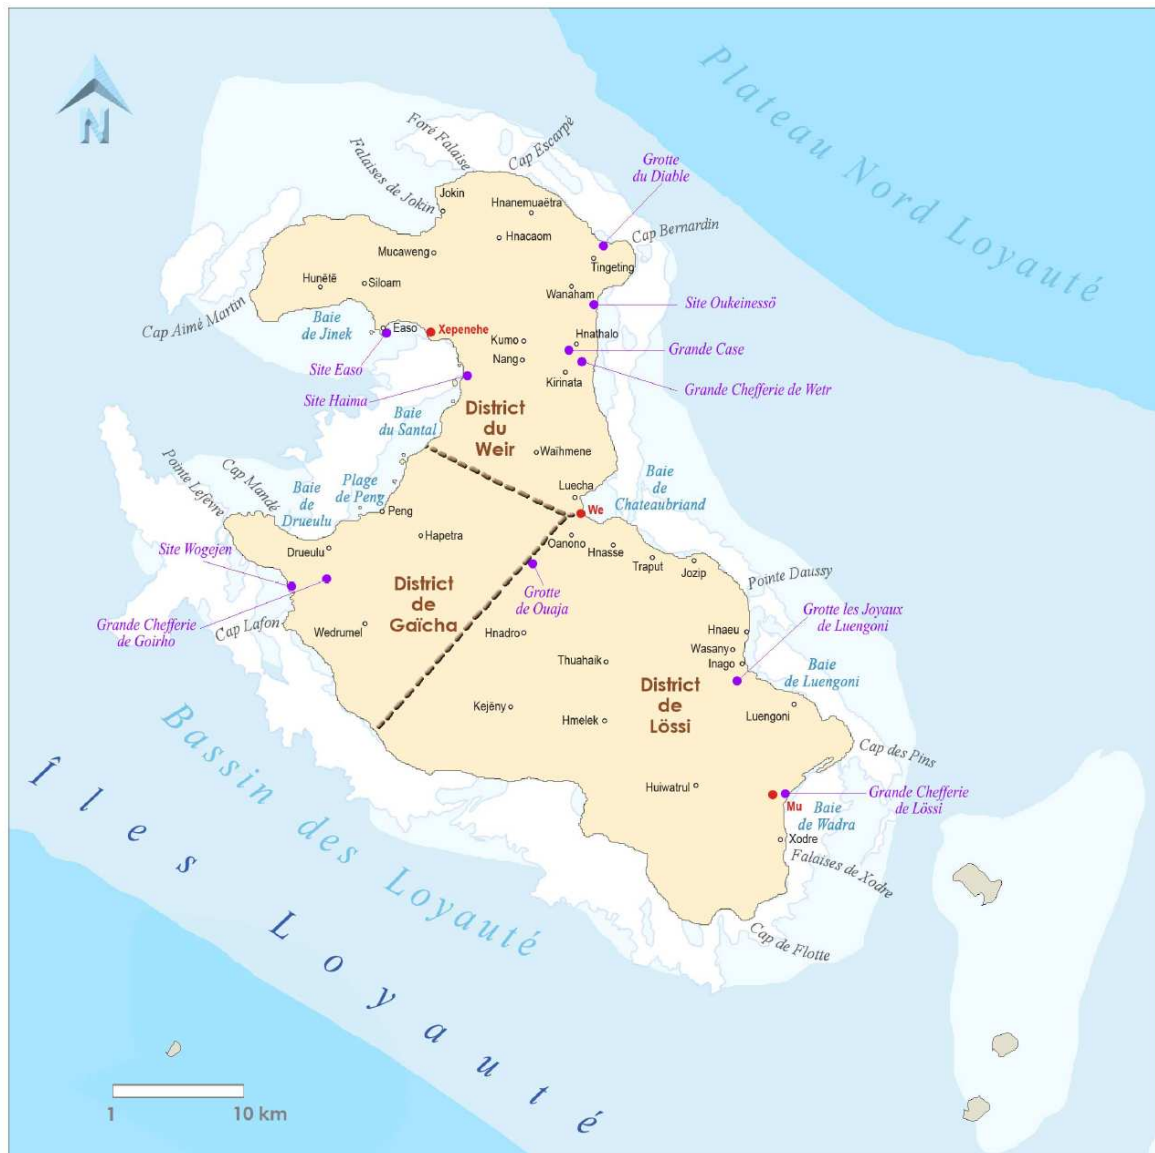 Plateau Nord Loyauté
N
Foré Falaise
Cap Escarpé
Falaises de Jokin
Grotte
du Diable
Jokin
Hnanemuaëtra
Hnacaom
Cap Bernardin
Mucaweng
Tingeting
Hunëtë
Siloam
Wanaham
Site Oukeinessö
Cap Aimé Martin
Baie
de Jinek
Easo
Xepenehe
Kumo
Hnathalo
Grande Case
Site Easo
Nang
Kirinata
Grande Chefferie de Wetr
Site Haima
District
du
Weir
Baie
du Santal
Waihmene
Pointe Lefèvre
Cap Mandé
Baie
de
Drueulu
Plage
de Peng
Luecha
Baie
de
Chateaubriand
Peng
We
Hapetra
Oanono
Hnasse
Traput
Jozip
Site Wogejen
Drueulu
Pointe Daussy
Grande Chefferie
de Goirho
District
de
Gaïcha
Grotte
de Ouaja
Grotte les Joyaux
de Luengoni
Cap Lafon
Wedrumel
Hnadro
Hnaeu
Wasany
Inago
Thuahaik
Baie
de Luengoni
District
de
Lössi
Kejëny
Hmelek
Luengoni
Cap des Pins
Huiwatrul
Mu
Grande Chefferie
de Lössi
Baie
de Wadra
Xodre
Falaises de Xodre
Cap de Flotte
Bassin des Loyauté
Îles Loyauté
1 10 km